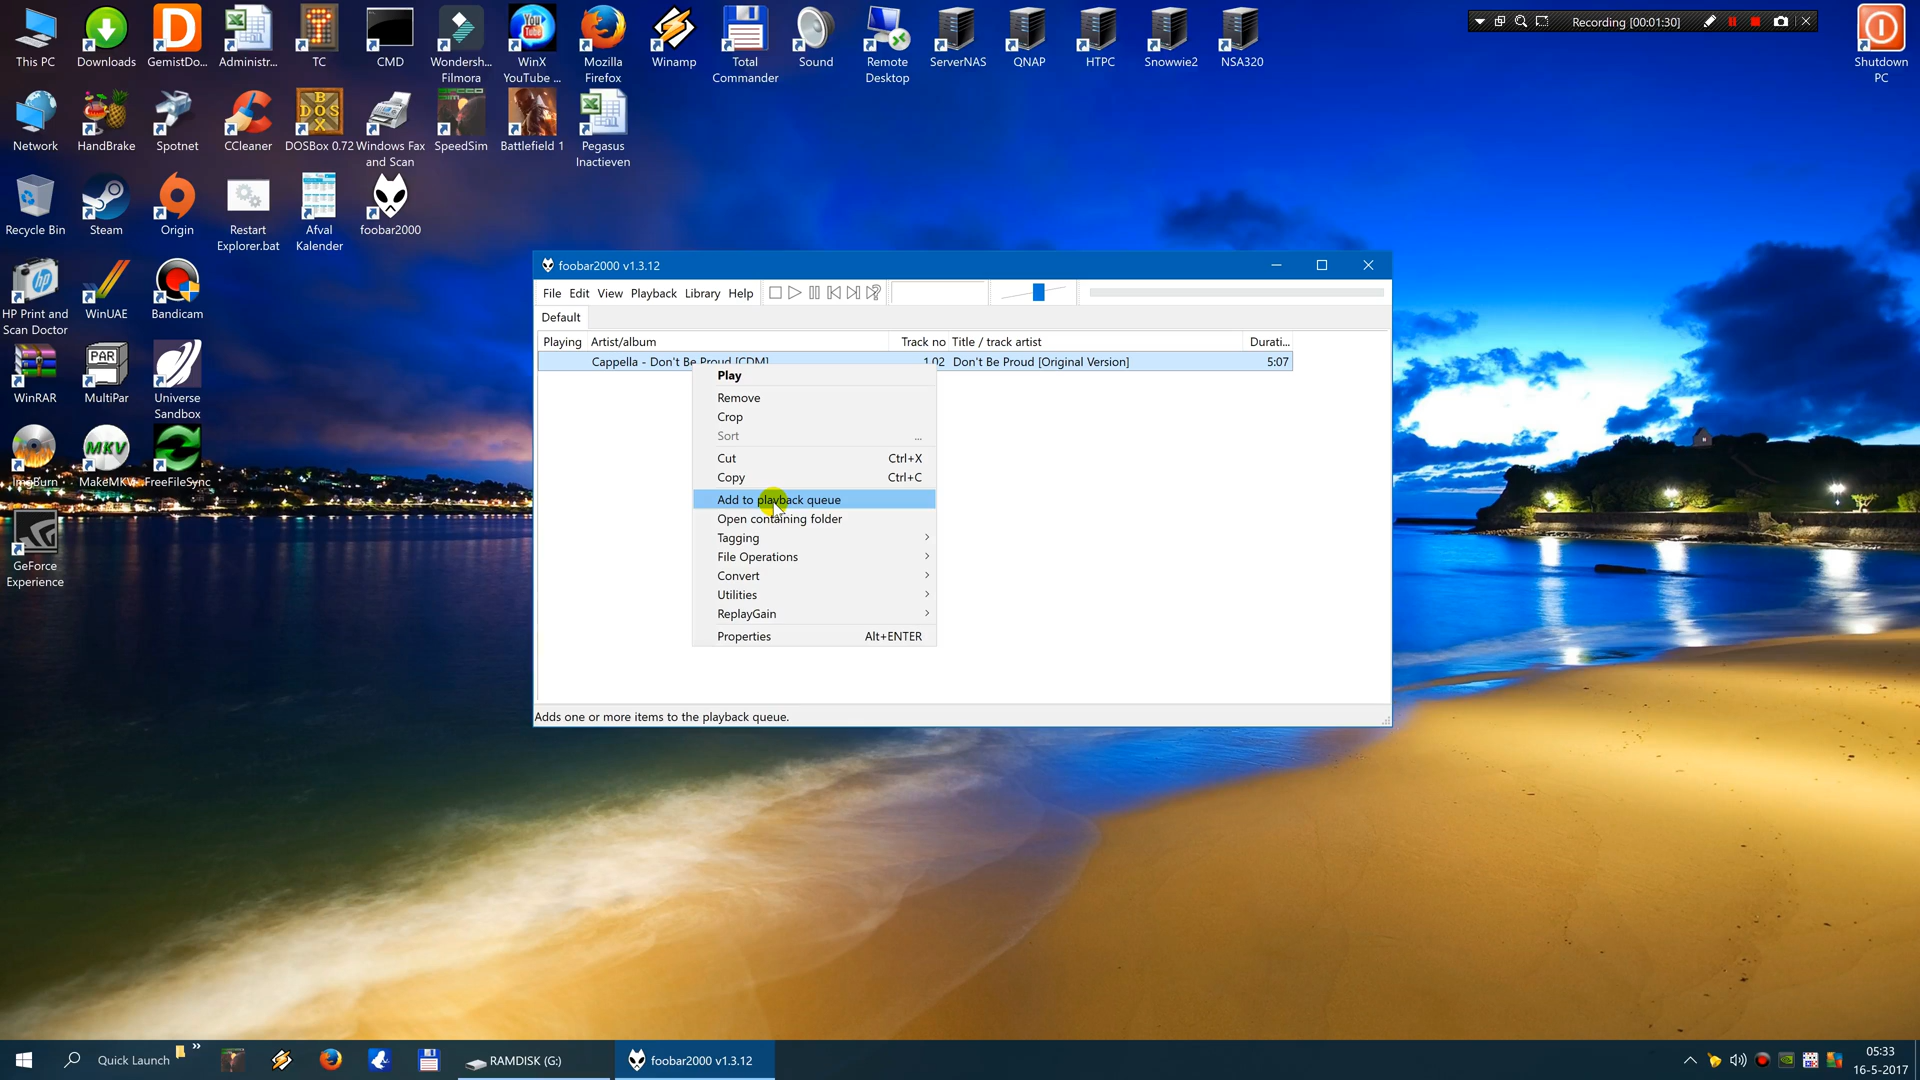 This PC
Downloads
GemistDo...
Administr...
TC
CMD
Wondersh...
Filmora
WinX
YouTube ...
Mozilla
Firefox
Winamp
Total
Commander
Sound
Remote
Desktop
ServerNAS
QNAP
HTPC
Snowwie2
NSA320
Recording [00:01:30]
Shutdown
PC
Network
HandBrake
Spotnet
CCleaner
DOSBox 0.72
Windows Fax
and Scan
SpeedSim
Battlefield 1
Pegasus
Inactieven
Recycle Bin
Steam
Origin
Restart
Explorer.bat
Afval
Kalender
foobar2000
HP Print and
Scan Doctor
WinUAE
Bandicam
WinRAR
MultiPar
Universe
Sandbox
ImgBurn
MakeMKV
FreeFileSync
GeForce
Experience
foobar2000 v1.3.12
File Edit View Playback Library Help
Default
Playing Artist/album Track no Title / track artist Durati...
Cappella - Don't Be Proud [CDM] 1.02 Don't Be Proud [Original Version] 5:07
Play
Remove
Crop
Sort ...
Cut Ctrl+X
Copy Ctrl+C
Add to playback queue
Open containing folder
Tagging
File Operations
Convert
Utilities
ReplayGain
Properties Alt+ENTER
Adds one or more items to the playback queue.
Quick Launch
RAMDISK (G:)
foobar2000 v1.3.12
05:33
16-5-2017